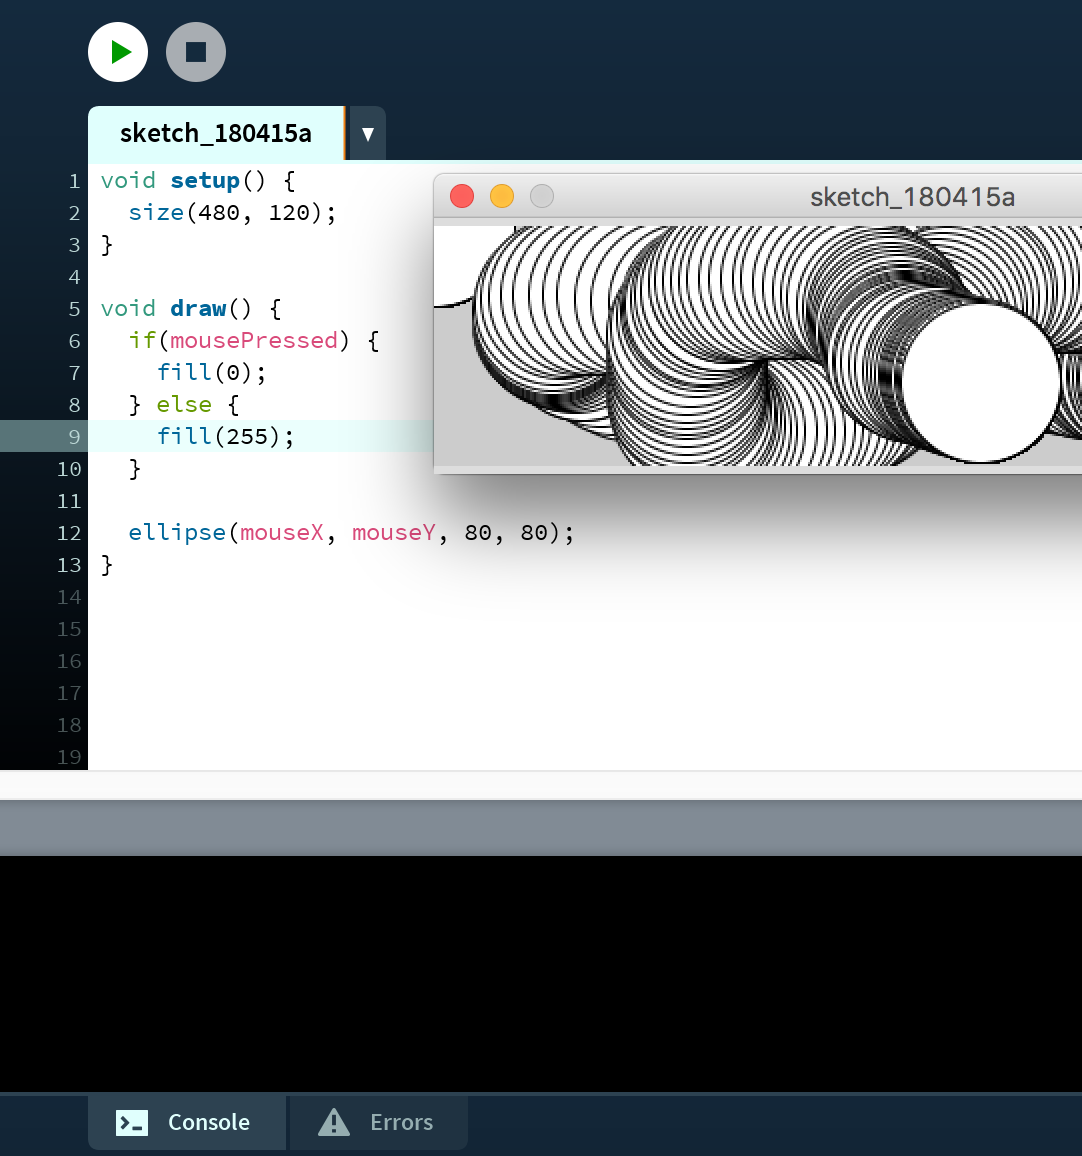 sketch_180415a
1 void setup() {
2 size(480, 120);
3 }
4
5 void draw() {
6 if(mousePressed) {
7 fill(0);
8 } else {
9 fill(255);
10 }
11
12 ellipse(mouseX, mouseY, 80, 80);
13 }
14
15
16
17
18
19
sketch_180415a
Console
Errors